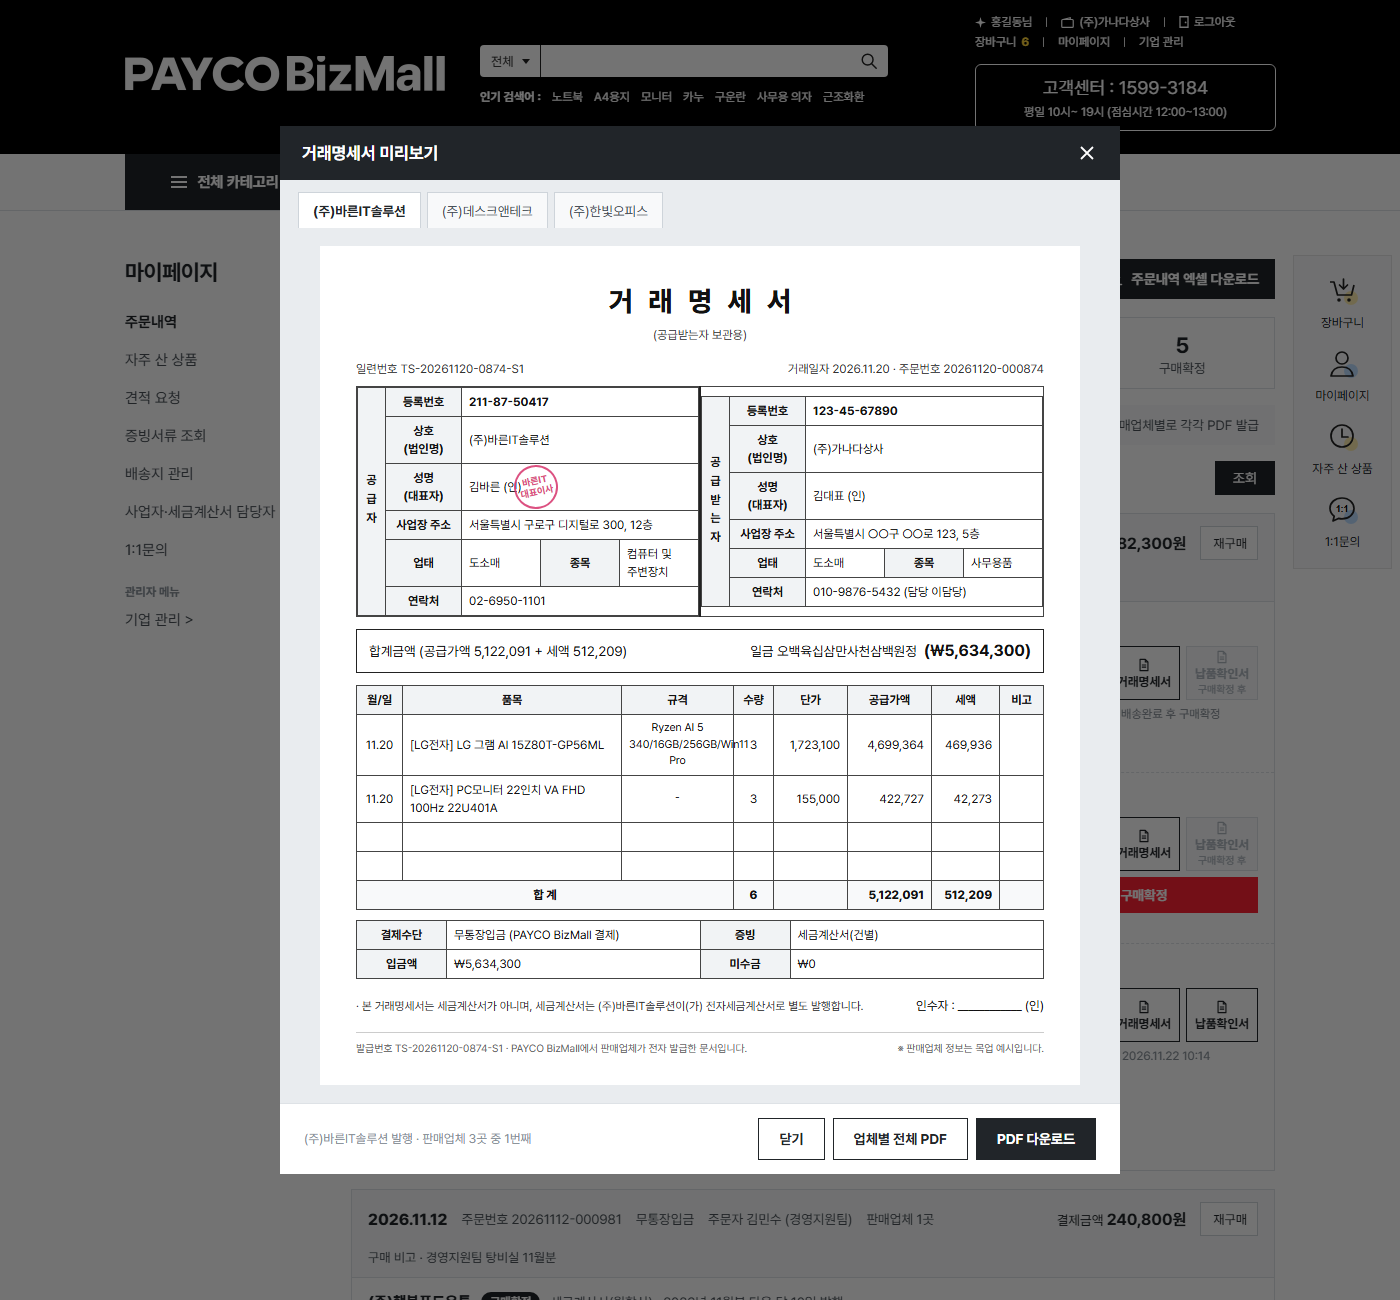 홍길동님 | (주)가나다상사 | 로그아웃
장바구니 6 | 마이페이지 | 기업 관리
PAYCO BizMall
전체
인기 검색어 : 노트북 A4용지 모니터 카누 구운란 사무용 의자 근조화환
고객센터 : 1599-3184
평일 10시~ 19시 (점심시간 12:00~13:00)
전체 카테고리
거래명세서 미리보기
(주)바른IT솔루션 (주)데스크앤테크 (주)한빛오피스
거래명세서
(공급받는자 보관용)
일련번호 TS-20261120-0874-S1
거래일자 2026.11.20 · 주문번호 20261120-000874
공급자
등록번호 211-87-50417
상호 (법인명) (주)바른IT솔루션
성명 (대표자) 김바른 (인)
바른IT
대표이사
사업장 주소 서울특별시 구로구 디지털로 300, 12층
업태 도소매 종목 컴퓨터 및 주변장치
연락처 02-6950-1101
공급받는자
등록번호 123-45-67890
상호 (법인명) (주)가나다상사
성명 (대표자) 김대표 (인)
사업장 주소 서울특별시 ○○구 ○○로 123, 5층
업태 도소매 종목 사무용품
연락처 010-9876-5432 (담당 이담당)
합계금액 (공급가액 5,122,091 + 세액 512,209) 일금 오백육십삼만사천삼백원정 (₩5,634,300)
월/일 품목 규격 수량 단가 공급가액 세액 비고
11.20 [LG전자] LG 그램 AI 15Z80T-GP56ML Ryzen AI 5 340/16GB/256GB/Win11 Pro 3 1,723,100 4,699,364 469,936
11.20 [LG전자] PC모니터 22인치 VA FHD 100Hz 22U401A - 3 155,000 422,727 42,273
합 계 6 5,122,091 512,209
결제수단 무통장입금 (PAYCO BizMall 결제) 증빙 세금계산서(건별)
입금액 ₩5,634,300 미수금 ₩0
· 본 거래명세서는 세금계산서가 아니며, 세금계산서는 (주)바른IT솔루션이(가) 전자세금계산서로 별도 발행합니다.
인수자 : ___________ (인)
발급번호 TS-20261120-0874-S1 · PAYCO BizMall에서 판매업체가 전자 발급한 문서입니다.
※ 판매업체 정보는 목업 예시입니다.
(주)바른IT솔루션 발행 · 판매업체 3곳 중 1번째
닫기
업체별 전체 PDF
PDF 다운로드
마이페이지
주문내역
자주 산 상품
견적 요청
증빙서류 조회
배송지 관리
사업자·세금계산서 담당자
1:1문의
관리자 메뉴
기업 관리 >
주문내역 엑셀 다운로드
5
구매확정
매업체별로 각각 PDF 발급
조회
82,300원 재구매
거래명세서 납품확인서
구매확정 후
배송완료 후 구매확정
거래명세서 납품확인서
구매확정 후
구매확정
거래명세서 납품확인서
2026.11.22 10:14
장바구니
마이페이지
자주 산 상품
1:1
1:1문의
2026.11.12 주문번호 20261112-000981 무통장입금 주문자 김민수 (경영지원팀) 판매업체 1곳 결제금액 240,800원 재구매
구매 비고 · 경영지원팀 탕비실 11월분